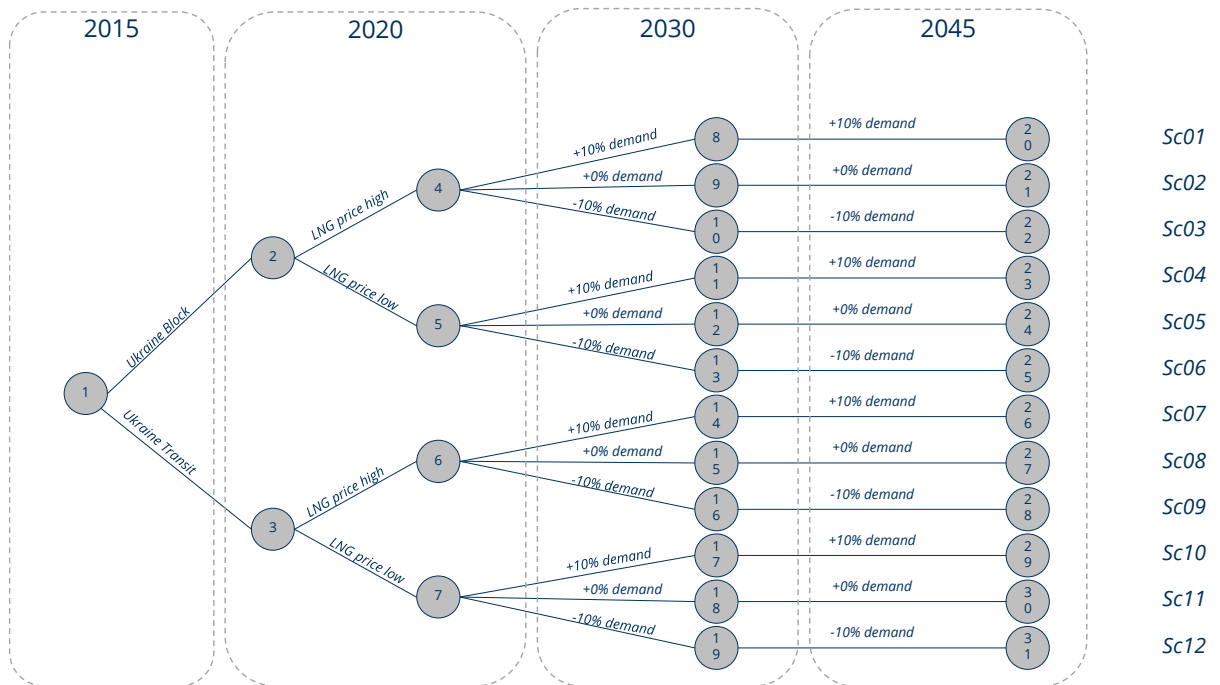 2015
2020
2030
2045
+10% demand
8
+10% demand
20
Sc01
+0% demand
9
+0% demand
21
Sc02
LNG price high
4
-10% demand
10
-10% demand
22
Sc03
2
LNG price low
+10% demand
11
+10% demand
23
Sc04
5
+0% demand
12
+0% demand
24
Sc05
Ukraine Block
-10% demand
13
-10% demand
25
Sc06
1
Ukraine Transit
+10% demand
14
+10% demand
26
Sc07
LNG price high
6
+0% demand
15
+0% demand
27
Sc08
-10% demand
16
-10% demand
28
Sc09
3
LNG price low
+10% demand
17
+10% demand
29
Sc10
7
+0% demand
18
+0% demand
30
Sc11
-10% demand
19
-10% demand
31
Sc12